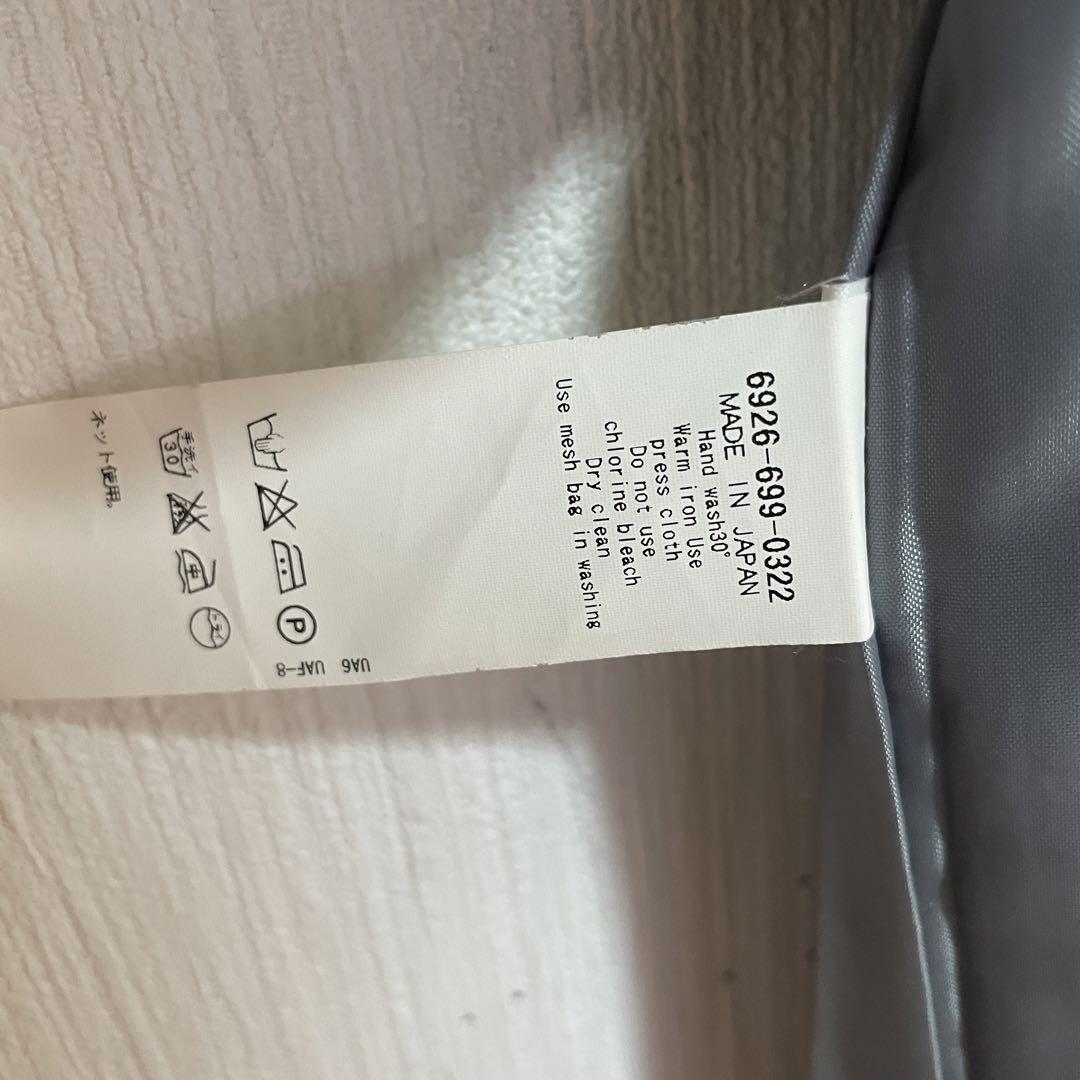 6926-699-0322
MADE IN JAPAN
Hand wash30°
Warm iron Use
press cloth
Do not use
chlorine bleach
Dry clean
Use mesh bag in washing
UA6 UAF-8
P
手洗イ
30
ネット使用。